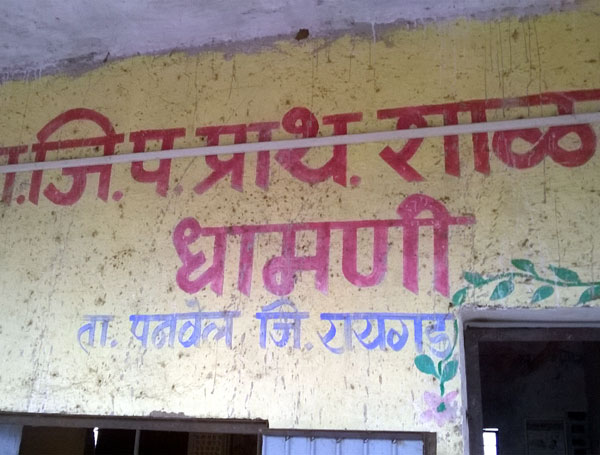 रा.जि.प.प्राथ.शाळा
धामणी
ता. पनवेल जि. रायगड